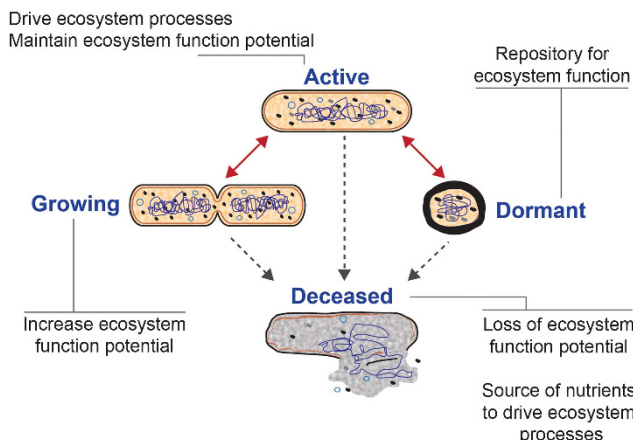 Drive ecosystem processes
Maintain ecosystem function potential
Active
Repository for
ecosystem function
Growing
Dormant
Deceased
Increase ecosystem
function potential
Loss of ecosystem
function potential
Source of nutrients
to drive ecosystem
processes